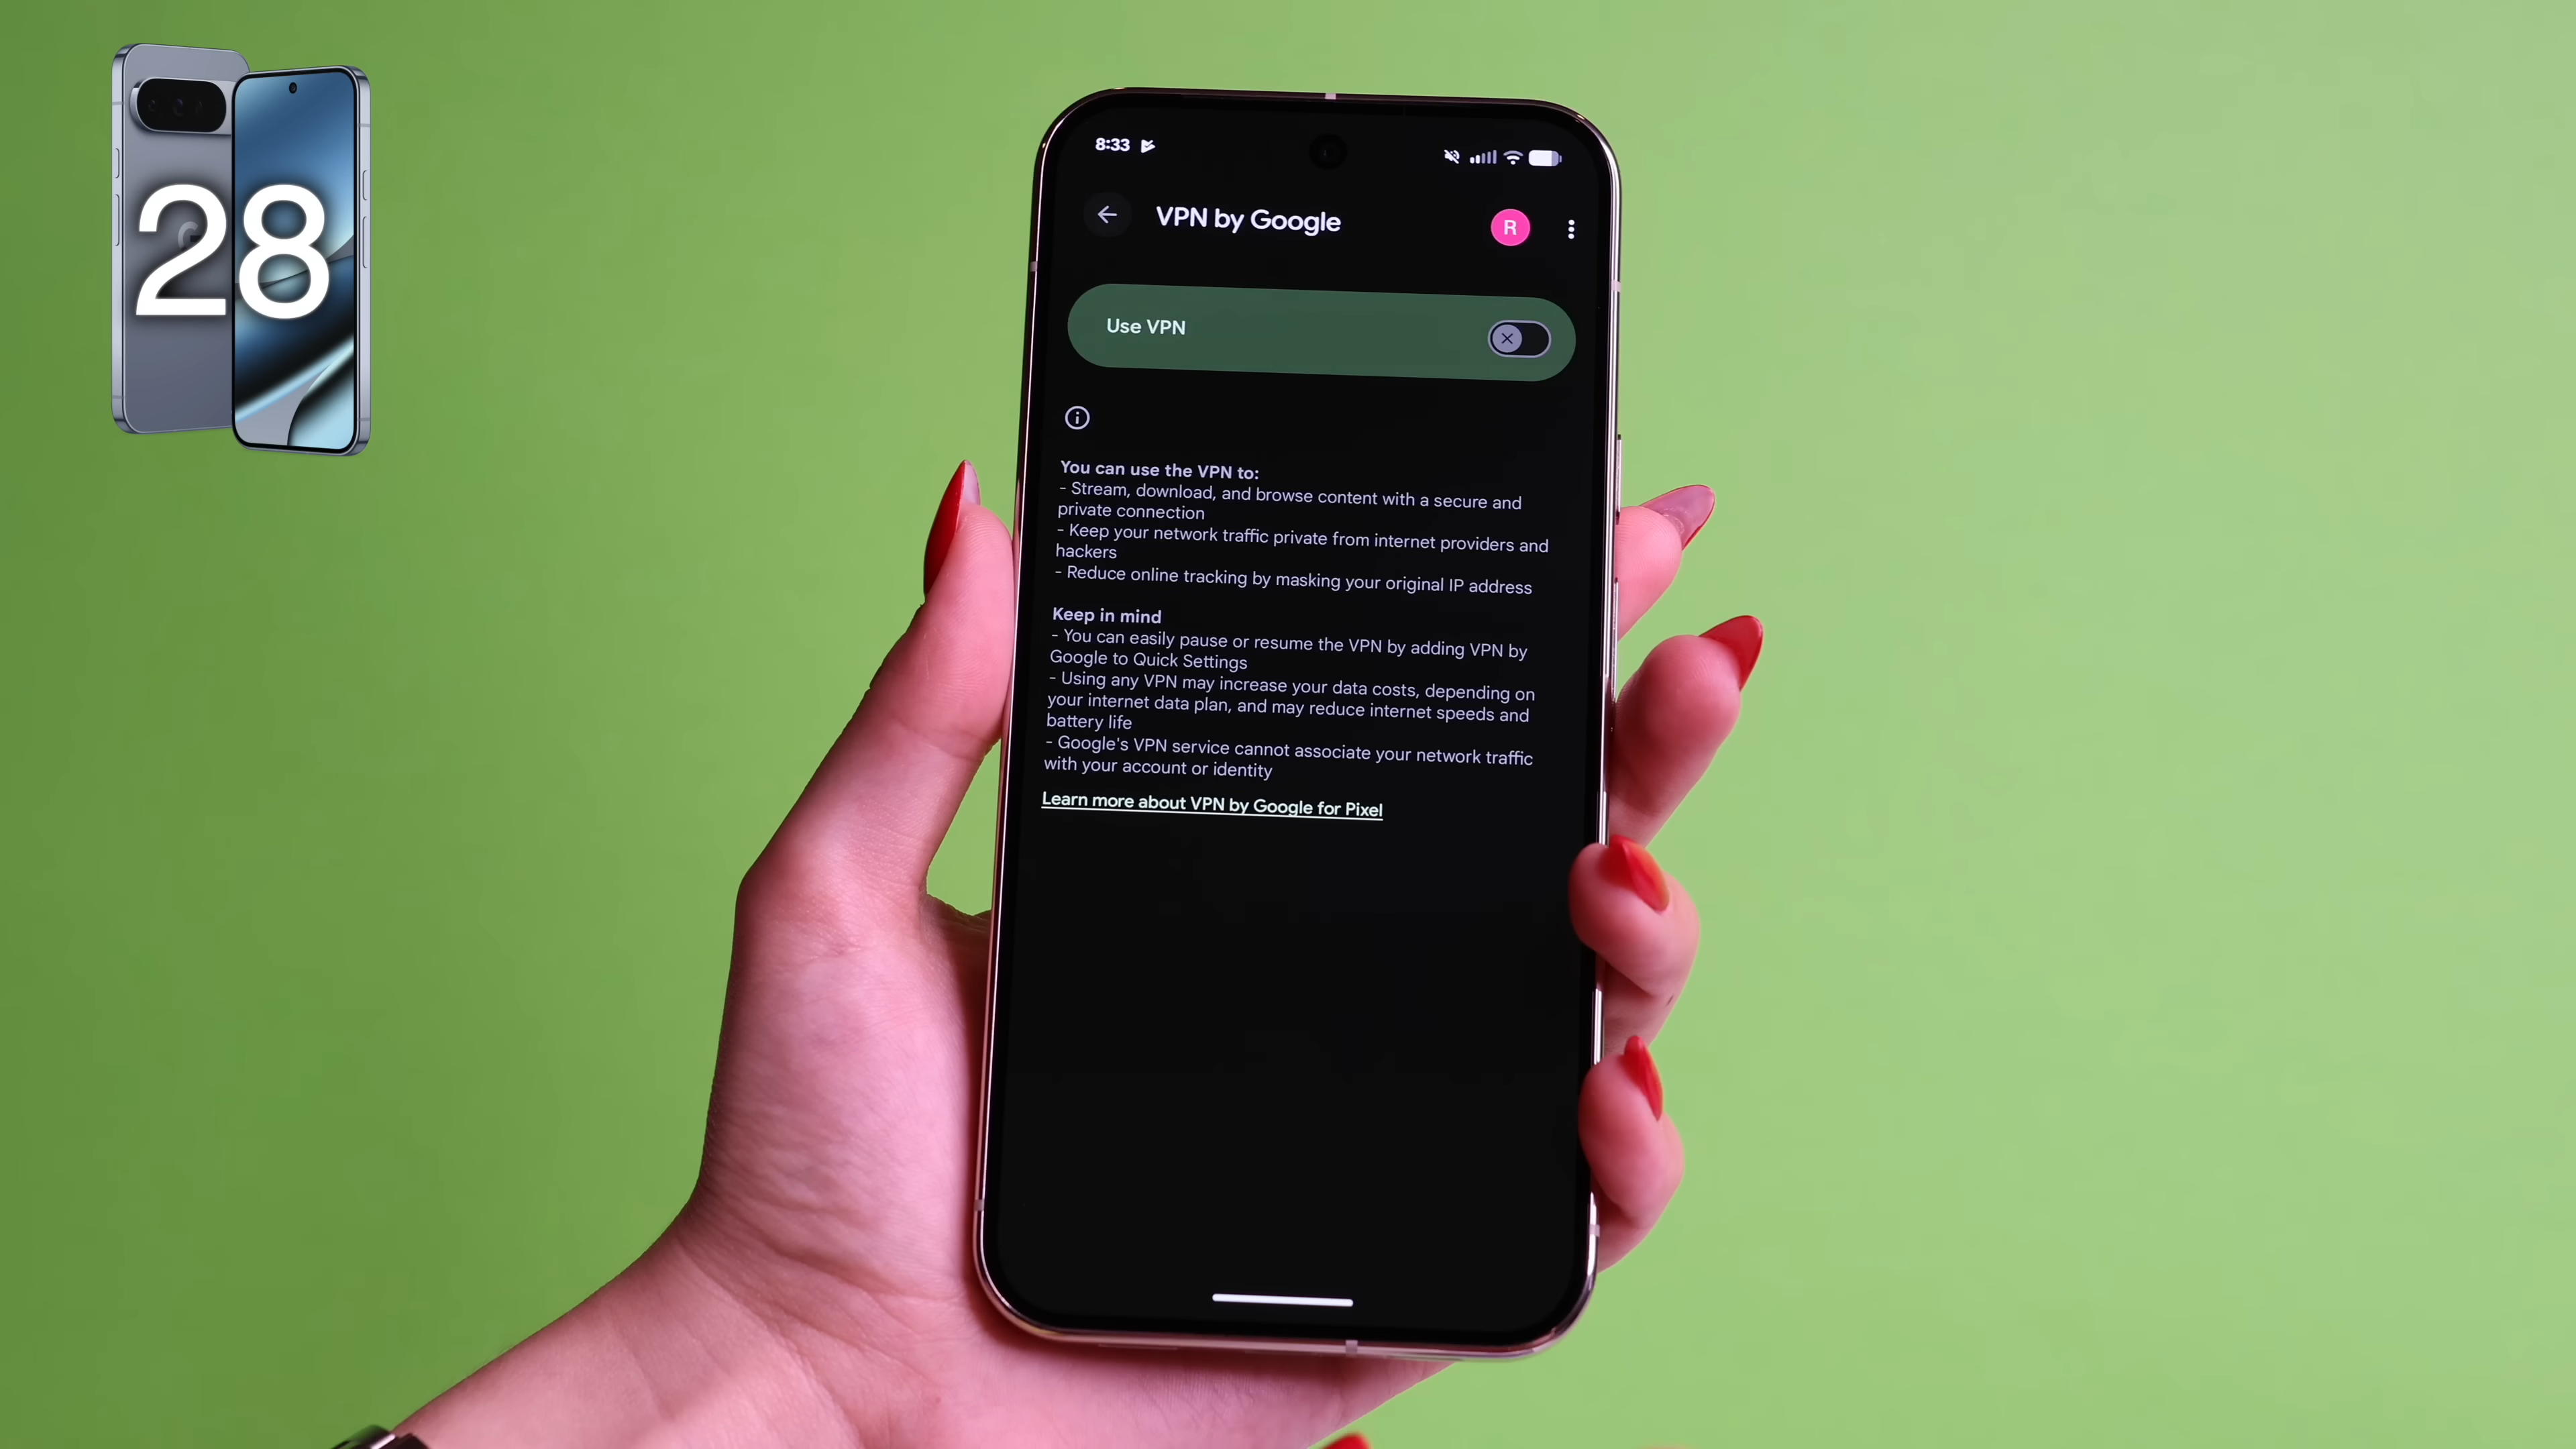 28
8:33
VPN by Google
R
Use VPN
You can use the VPN to:
- Stream, download, and browse content with a secure and
private connection
- Keep your network traffic private from internet providers and
hackers
- Reduce online tracking by masking your original IP address
Keep in mind
- You can easily pause or resume the VPN by adding VPN by
Google to Quick Settings
- Using any VPN may increase your data costs, depending on
your internet data plan, and may reduce internet speeds and
battery life
- Google's VPN service cannot associate your network traffic
with your account or identity
Learn more about VPN by Google for Pixel